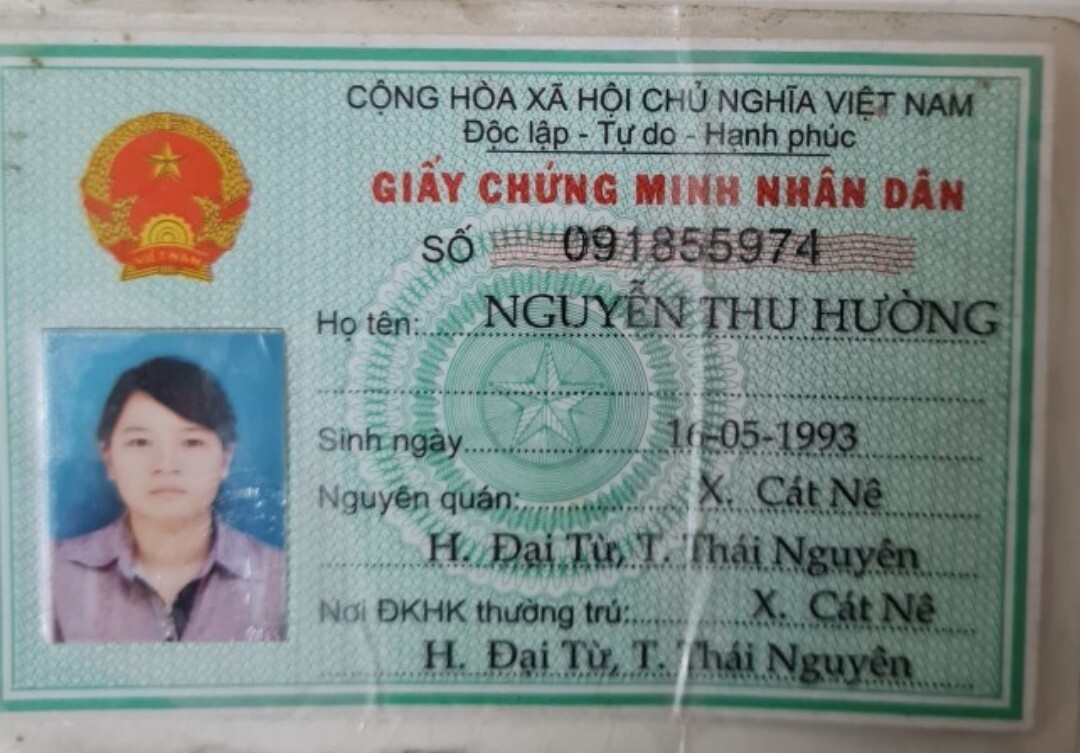 CỘNG HÒA XÃ HỘI CHỦ NGHĨA VIỆT NAM
Độc lập - Tự do - Hạnh phúc
GIẤY CHỨNG MINH NHÂN DÂN
SỐ 091855974
Họ tên: NGUYỄN THU HƯỜNG
Sinh ngày 16-05-1993
Nguyên quán: X. Cát Nê
H. Đại Từ, T. Thái Nguyên
Nơi ĐKHK thường trú: X. Cát Nê
H. Đại Từ, T. Thái Nguyên
VIỆT NAM